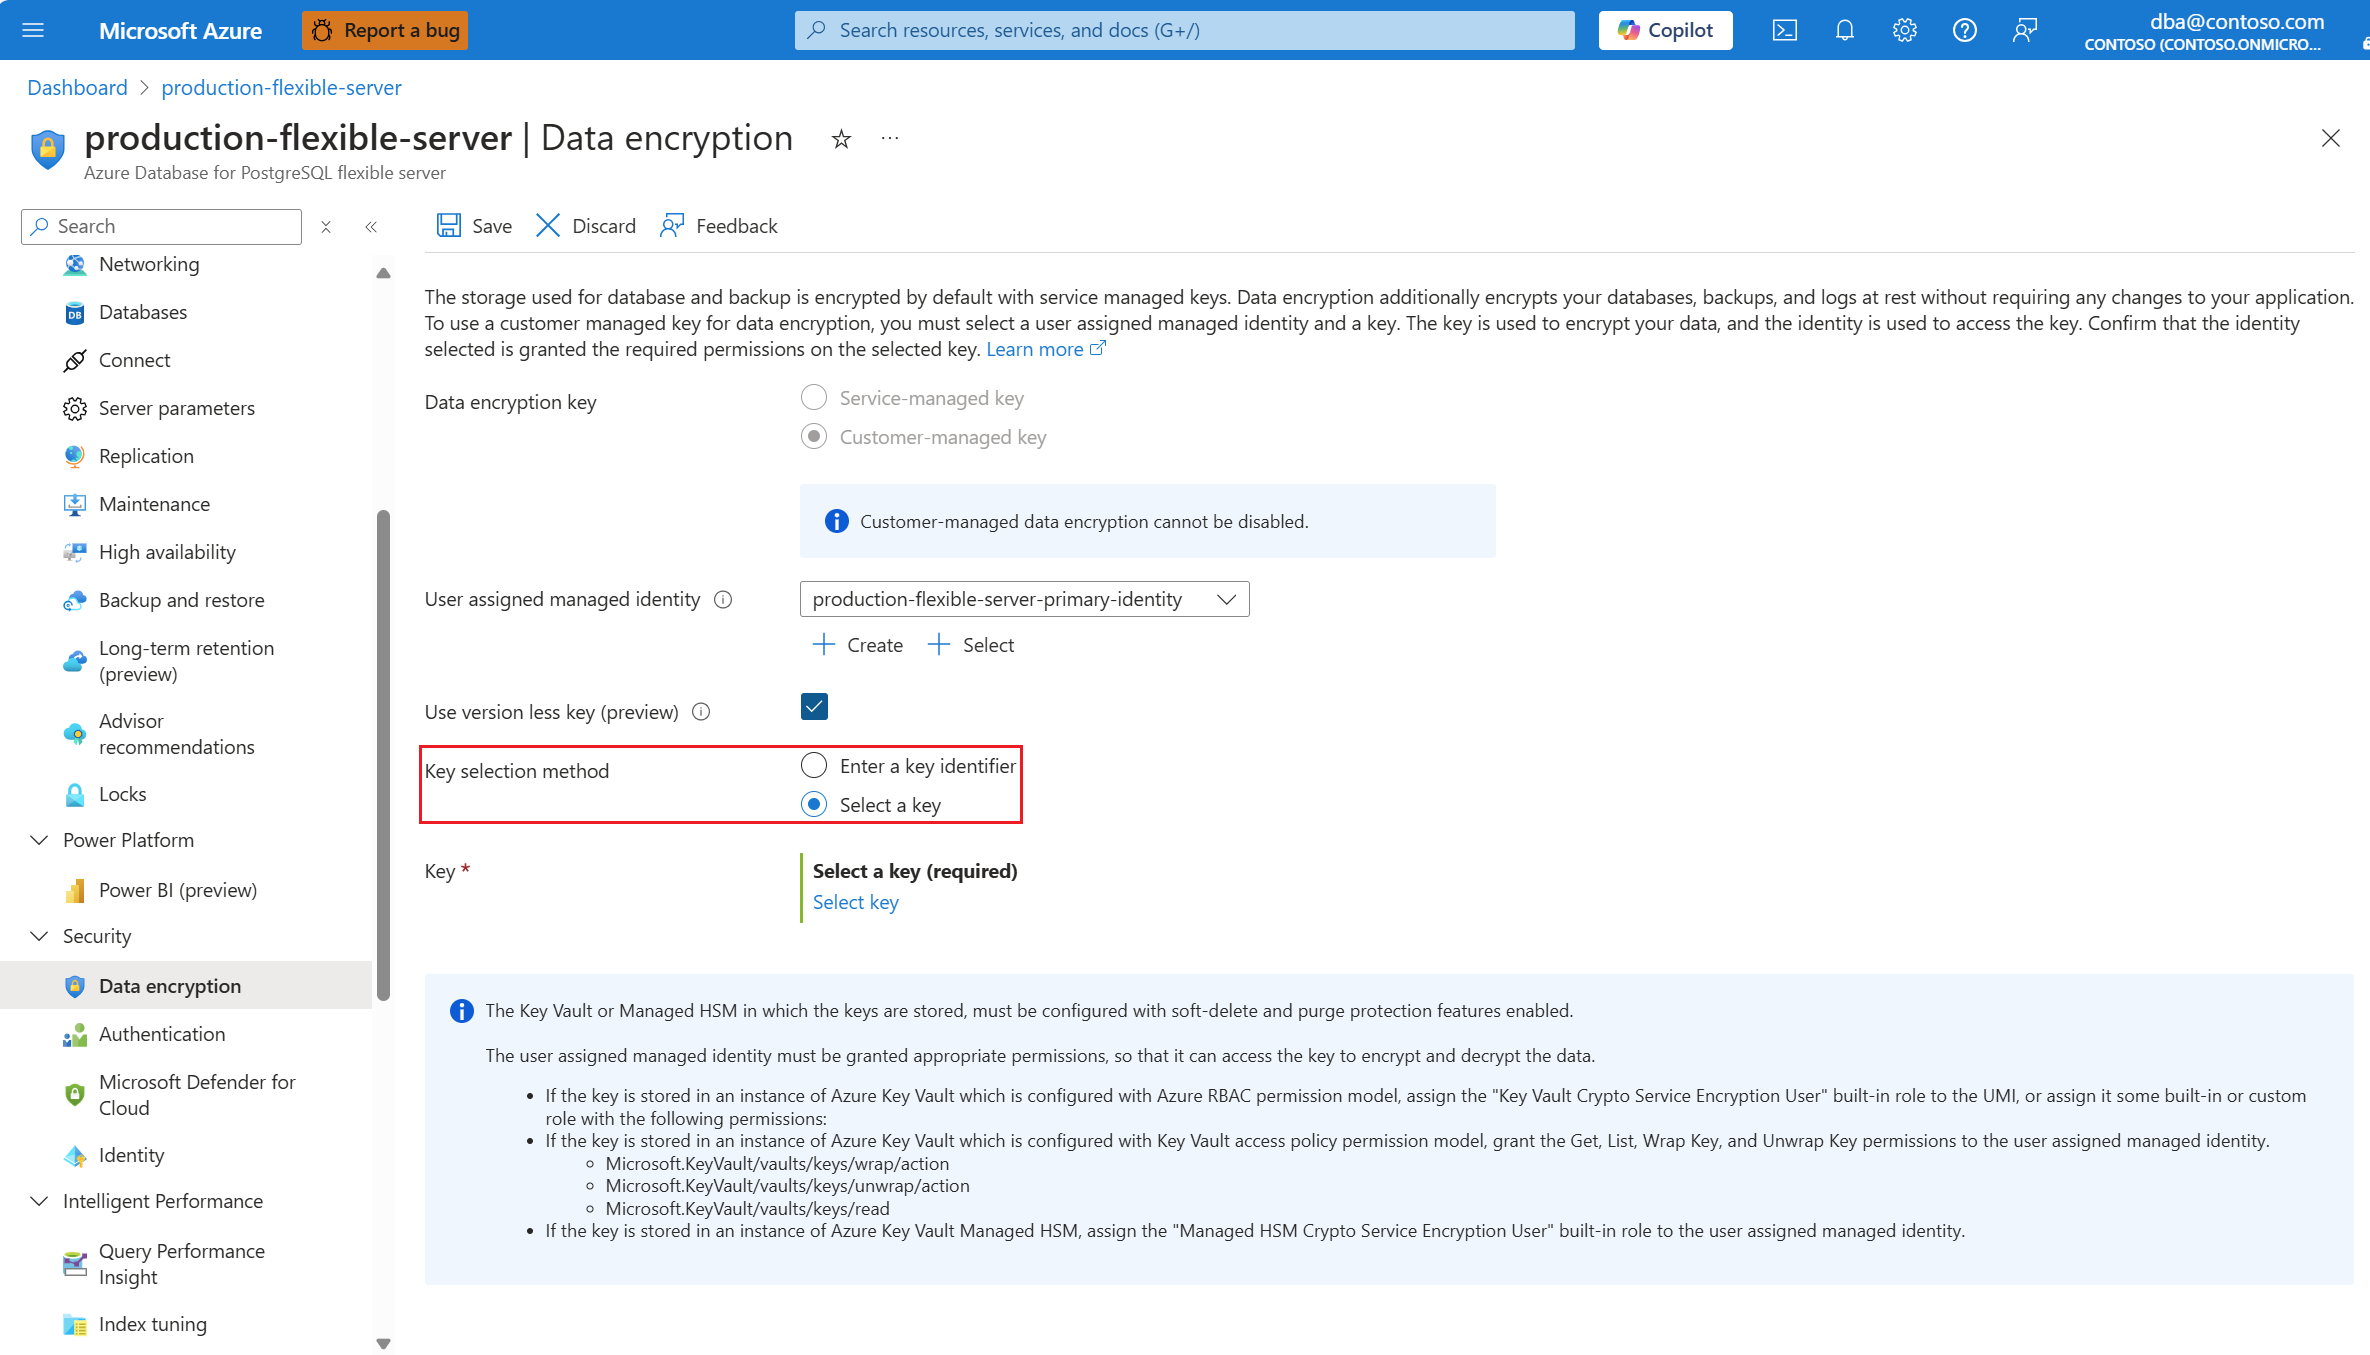 Microsoft Azure
Report a bug
Search resources, services, and docs (G+/)
Copilot
dba@contoso.com
CONTOSO (CONTOSO.ONMICRO...
Dashboard > production-flexible-server
production-flexible-server | Data encryption
Azure Database for PostgreSQL flexible server
Search
Save
Discard
Feedback
Networking
Databases
Connect
Server parameters
Replication
Maintenance
High availability
Backup and restore
Long-term retention
(preview)
Advisor
recommendations
Locks
Power Platform
Power BI (preview)
Security
Data encryption
Authentication
Microsoft Defender for
Cloud
Identity
Intelligent Performance
Query Performance
Insight
Index tuning
The storage used for database and backup is encrypted by default with service managed keys. Data encryption additionally encrypts your databases, backups, and logs at rest without requiring any changes to your application.
To use a customer managed key for data encryption, you must select a user assigned managed identity and a key. The key is used to encrypt your data, and the identity is used to access the key. Confirm that the identity
selected is granted the required permissions on the selected key. Learn more
Data encryption key
Service-managed key
Customer-managed key
Customer-managed data encryption cannot be disabled.
User assigned managed identity
production-flexible-server-primary-identity
Create
Select
Use version less key (preview)
Key selection method
Enter a key identifier
Select a key
Key *
Select a key (required)
Select key
The Key Vault or Managed HSM in which the keys are stored, must be configured with soft-delete and purge protection features enabled.
The user assigned managed identity must be granted appropriate permissions, so that it can access the key to encrypt and decrypt the data.
• If the key is stored in an instance of Azure Key Vault which is configured with Azure RBAC permission model, assign the "Key Vault Crypto Service Encryption User" built-in role to the UMI, or assign it some built-in or custom
role with the following permissions:
• If the key is stored in an instance of Azure Key Vault which is configured with Key Vault access policy permission model, grant the Get, List, Wrap Key, and Unwrap Key permissions to the user assigned managed identity.
◦ Microsoft.KeyVault/vaults/keys/wrap/action
◦ Microsoft.KeyVault/vaults/keys/unwrap/action
◦ Microsoft.KeyVault/vaults/keys/read
• If the key is stored in an instance of Azure Key Vault Managed HSM, assign the "Managed HSM Crypto Service Encryption User" built-in role to the user assigned managed identity.